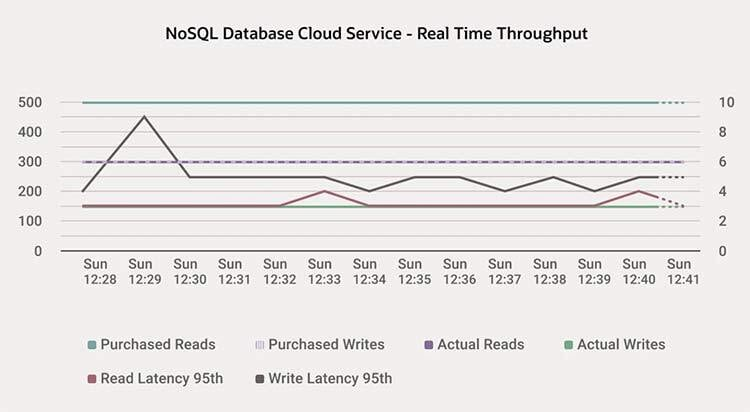 NoSQL Database Cloud Service - Real Time Throughput
500 10
400 8
300 6
200 4
100 2
0 0
Sun Sun Sun Sun Sun Sun Sun Sun Sun Sun Sun Sun Sun Sun
12:28 12:29 12:30 12:31 12:32 12:33 12:34 12:35 12:36 12:37 12:38 12:39 12:40 12:41
Purchased Reads Purchased Writes Actual Reads Actual Writes
Read Latency 95th Write Latency 95th